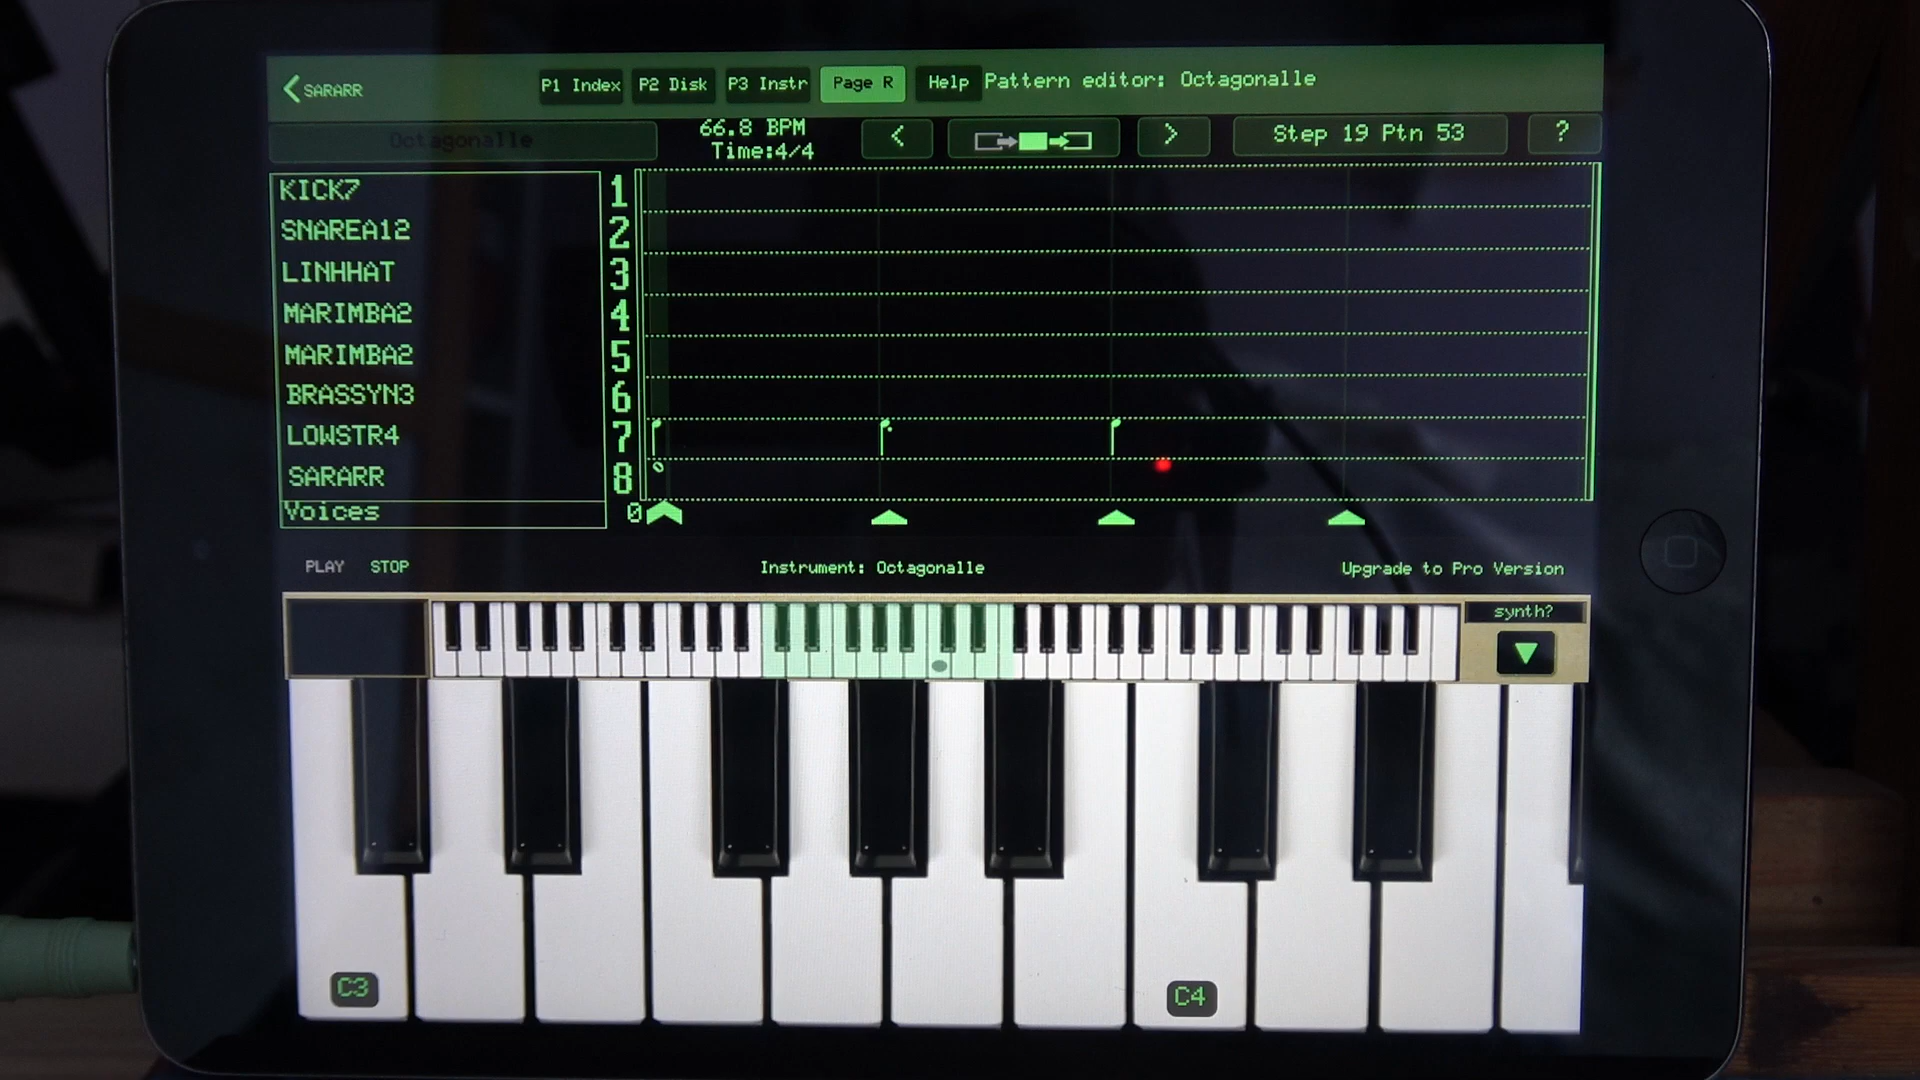 SARARR
P1 Index P2 Disk P3 Instr Page R Help Pattern editor: Octagonalle
Octagonalle
66.8 BPM
Time:4/4
<
>
Step 19 Ptn 53
?
KICK7 1
SNAREA12 2
LINHHAT 3
MARIMBA2 4
MARIMBA2 5
BRASSYN3 6
LOWSTR4 7
SARARR 8
Voices 0
PLAY STOP Instrument: Octagonalle Upgrade to Pro Version
synth?
C3 C4